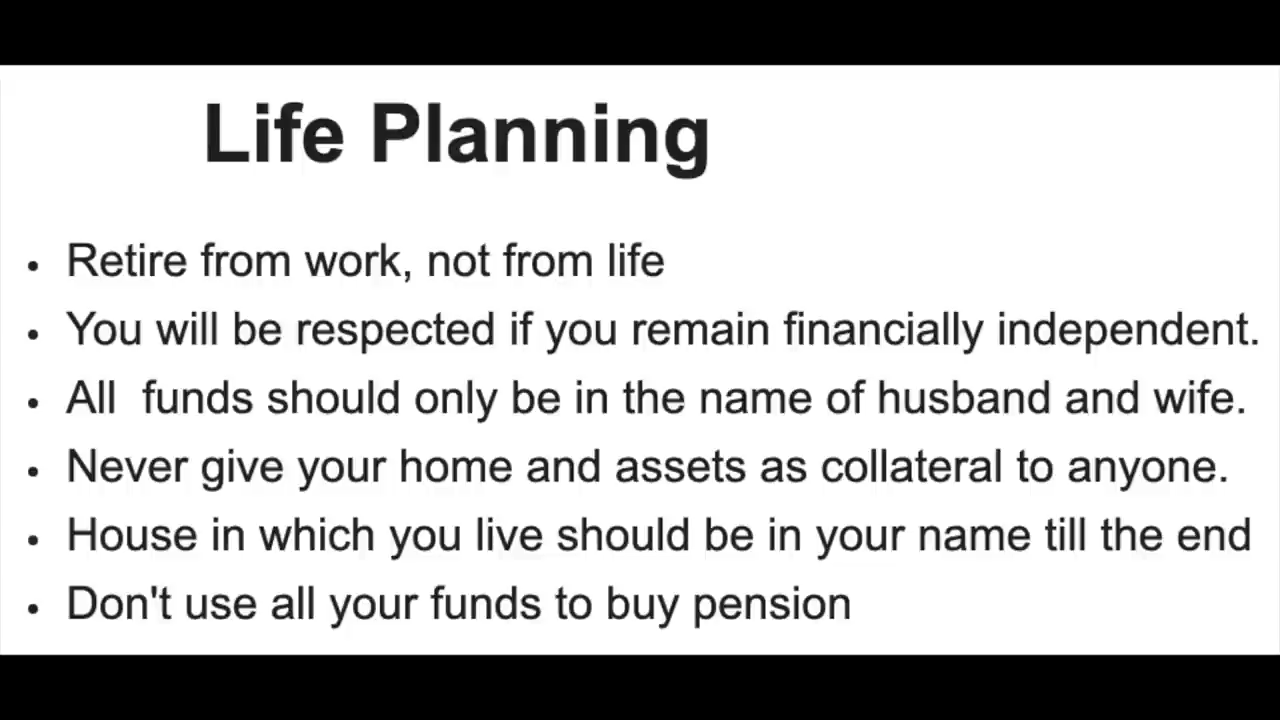 Life Planning
• Retire from work, not from life
• You will be respected if you remain financially independent.
• All  funds should only be in the name of husband and wife.
• Never give your home and assets as collateral to anyone.
• House in which you live should be in your name till the end
• Don't use all your funds to buy pension